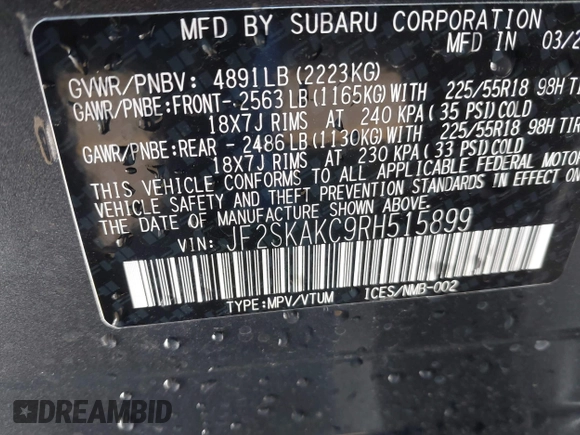 MFD BY SUBARU CORPORATION
MFD IN 03/2
GVWR/PNBV: 4891LB(2223KG)
GAWR/PNBE:FRONT- 2563LB(1165KG)WITH 225/55R18 98H TIR
18X7J RIMS AT 240 KPA(35 PSI)COLD
GAWR/PNBE:REAR - 2486LB(1130KG)WITH 225/55R18 98H TIR
18X7J RIMS AT 230 KPA(33 PSI)COLD
THIS VEHICLE CONFORMS TO ALL APPLICABLE FEDERAL MOTOR
VEHICLE SAFETY AND THEFT PREVENTION STANDARDS IN EFFECT ON
THE DATE OF MANUFACTURE SHOWN ABOVE.
VIN: JF2SKAKC9RH515899
TYPE:MPV/VTUM ICES/NMB-002
DREAMBID